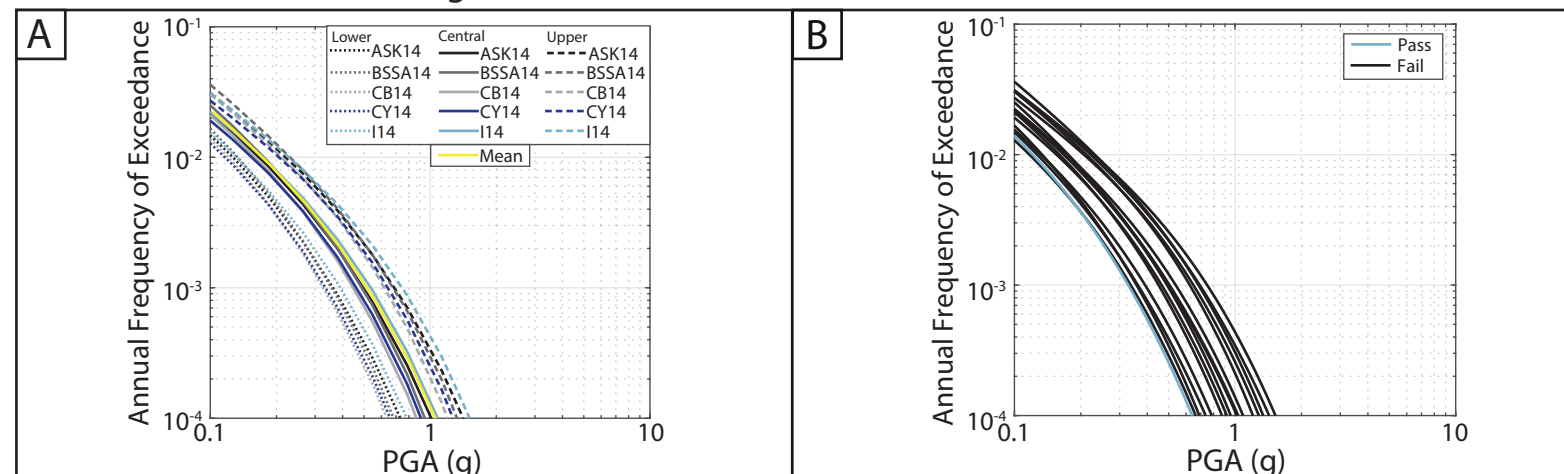 A
Annual Frequency of Exceedance
10-1
10-2
10-3
10-4
0.1
1
10
PGA (g)
Lower Central Upper
ASK14 ASK14 ASK14
BSSA14 BSSA14 BSSA14
CB14 CB14 CB14
CY14 CY14 CY14
I14 I14 I14
Mean
B
Annual Frequency of Exceedance
10-1
10-2
10-3
10-4
0.1
1
10
PGA (g)
Pass
Fail